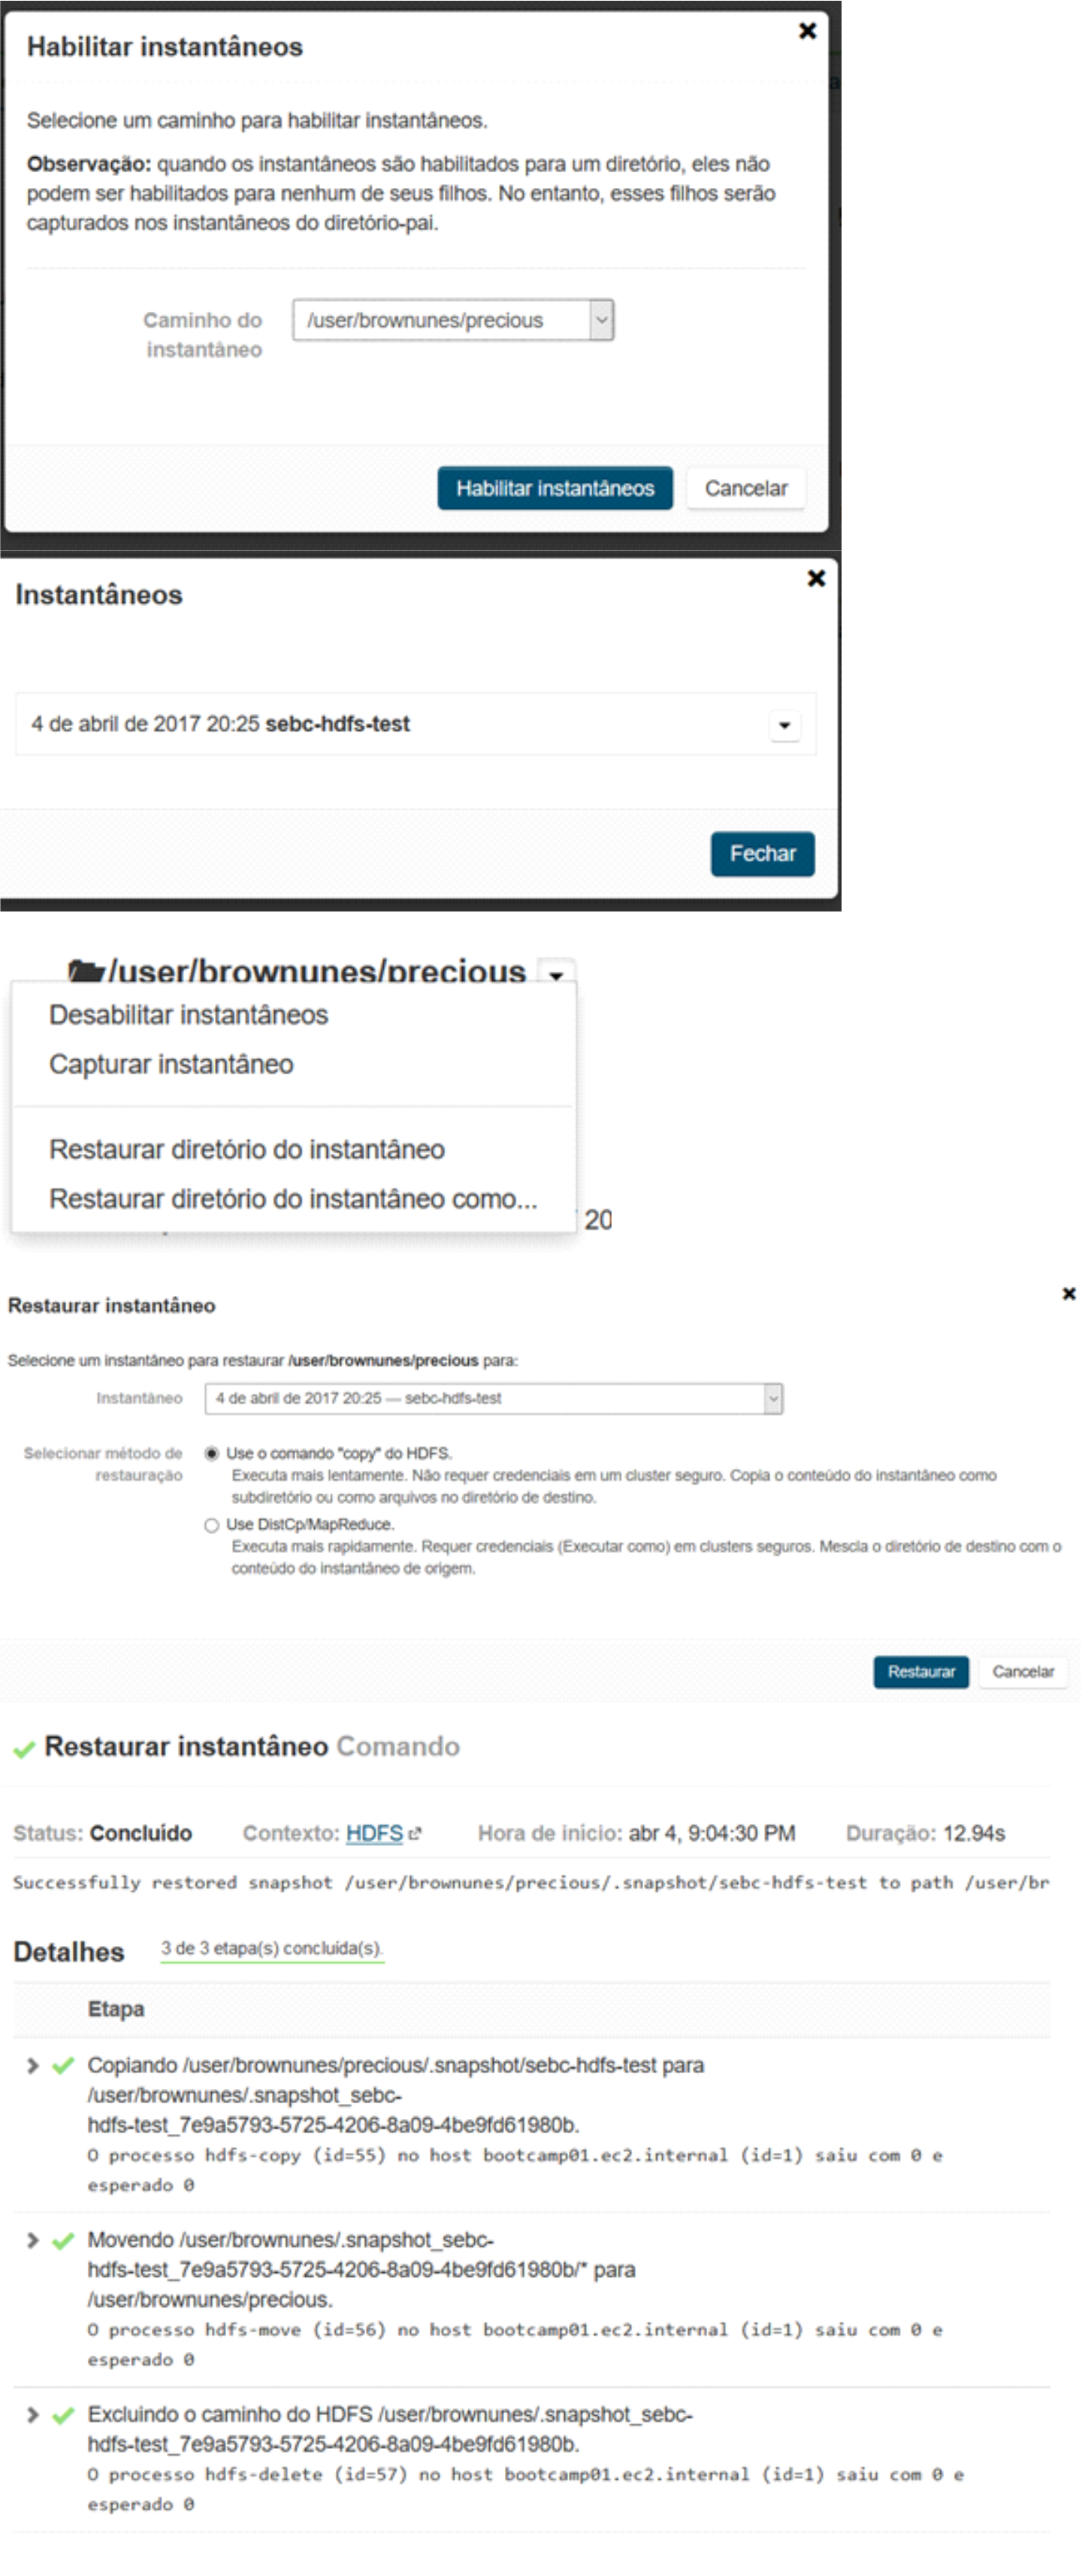 Habilitar instantâneos
Selecione um caminho para habilitar instantâneos.
Observação: quando os instantâneos são habilitados para um diretório, eles não
podem ser habilitados para nenhum de seus filhos. No entanto, esses filhos serão
capturados nos instantâneos do diretório-pai.
Caminho do
instantâneo
/user/brownunes/precious
Habilitar instantâneos
Cancelar
Instantâneos
4 de abril de 2017 20:25 sebc-hdfs-test
Fechar
/user/brownunes/precious
Desabilitar instantâneos
Capturar instantâneo
Restaurar diretório do instantâneo
Restaurar diretório do instantâneo como...
20
Restaurar instantâneo
Selecione um instantâneo para restaurar /user/brownunes/precious para:
Instantâneo
4 de abril de 2017 20:25 — sebc-hdfs-test
Selecionar método de
restauração
Use o comando "copy" do HDFS.
Executa mais lentamente. Não requer credenciais em um cluster seguro. Copia o conteúdo do instantâneo como
subdiretório ou como arquivos no diretório de destino.
Use DistCp/MapReduce.
Executa mais rapidamente. Requer credenciais (Executar como) em clusters seguros. Mescla o diretório de destino com o
conteúdo do instantâneo de origem.
Restaurar
Cancelar
Restaurar instantâneo Comando
Status: Concluído Contexto: HDFS Hora de início: abr 4, 9:04:30 PM Duração: 12.94s
Successfully restored snapshot /user/brownunes/precious/.snapshot/sebc-hdfs-test to path /user/br
Detalhes 3 de 3 etapa(s) concluída(s).
Etapa
Copiando /user/brownunes/precious/.snapshot/sebc-hdfs-test para
/user/brownunes/.snapshot_sebc-
hdfs-test_7e9a5793-5725-4206-8a09-4be9fd61980b.
O processo hdfs-copy (id=55) no host bootcamp01.ec2.internal (id=1) saiu com 0 e
esperado 0
Movendo /user/brownunes/.snapshot_sebc-
hdfs-test_7e9a5793-5725-4206-8a09-4be9fd61980b/* para
/user/brownunes/precious.
O processo hdfs-move (id=56) no host bootcamp01.ec2.internal (id=1) saiu com 0 e
esperado 0
Excluindo o caminho do HDFS /user/brownunes/.snapshot_sebc-
hdfs-test_7e9a5793-5725-4206-8a09-4be9fd61980b.
O processo hdfs-delete (id=57) no host bootcamp01.ec2.internal (id=1) saiu com 0 e
esperado 0